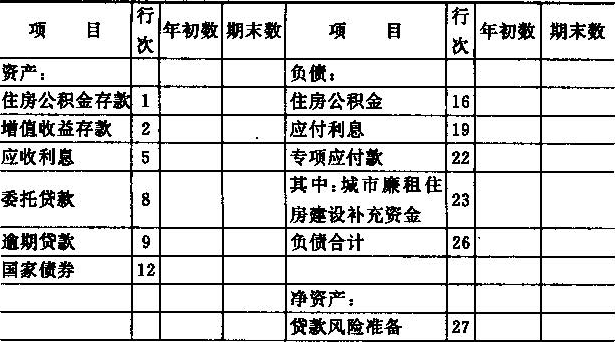 项 目 行次 年初数 期末数 项 目 行次 年初数 期末数
资产： 负债：
住房公积金存款 1 住房公积金 16
增值收益存款 2 应付利息 19
应收利息 5 专项应付款 22
委托贷款 8 其中：城市廉租住房建设补充资金 23
逾期贷款 9 负债合计 26
国家债券 12
净资产：
贷款风险准备 27